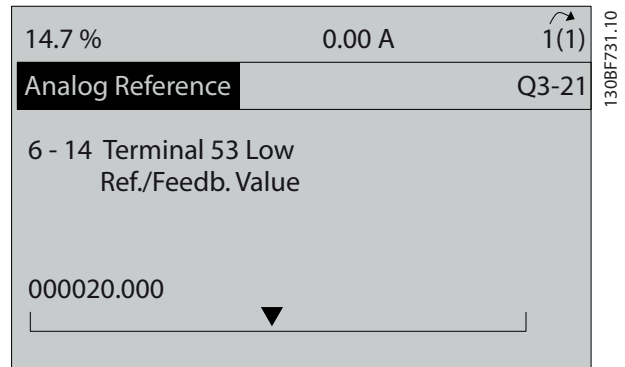 14.7 % 0.00 A 1(1)
Analog Reference Q3-21
6 - 14 Terminal 53 Low
Ref./Feedb. Value
000020.000
130BF731.10